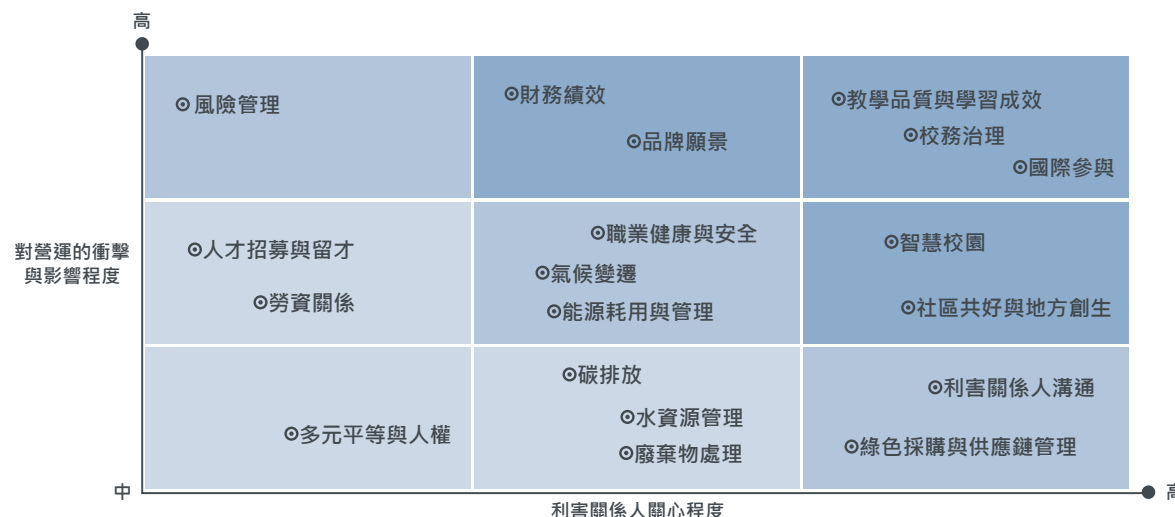 高
風險管理
財務績效
品牌願景
教學品質與學習成效
校務治理
國際參與
對營運的衝擊
與影響程度
人才招募與留才
勞資關係
職業健康與安全
氣候變遷
能源耗用與管理
智慧校園
社區共好與地方創生
多元平等與人權
碳排放
水資源管理
廢棄物處理
利害關係人溝通
綠色採購與供應鏈管理
中
利害關係人關心程度
高